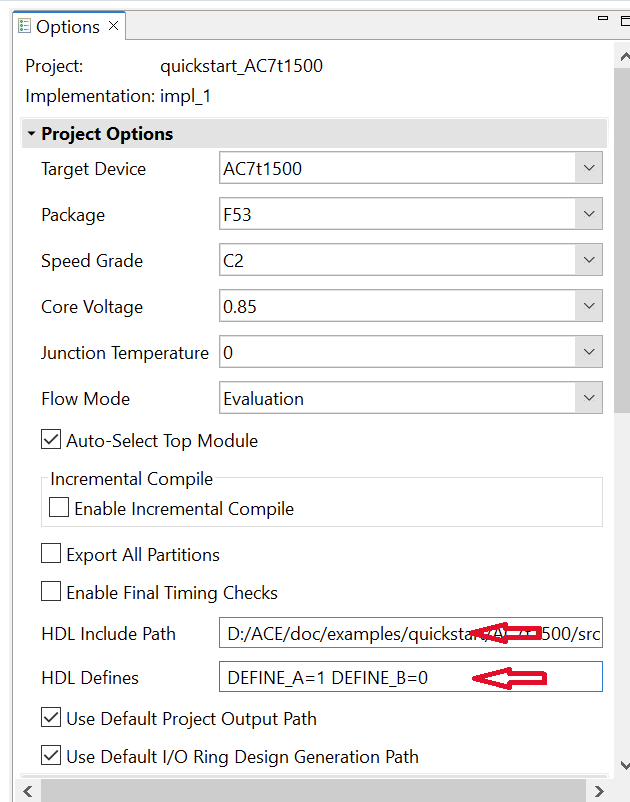 Options
Project: quickstart_AC7t1500
Implementation: impl_1
Project Options
Target Device AC7t1500
Package F53
Speed Grade C2
Core Voltage 0.85
Junction Temperature 0
Flow Mode Evaluation
Auto-Select Top Module
Incremental Compile
Enable Incremental Compile
Export All Partitions
Enable Final Timing Checks
HDL Include Path D:/ACE/doc/examples/quickstart/AC7t1500/src
HDL Defines DEFINE_A=1 DEFINE_B=0
Use Default Project Output Path
Use Default I/O Ring Design Generation Path